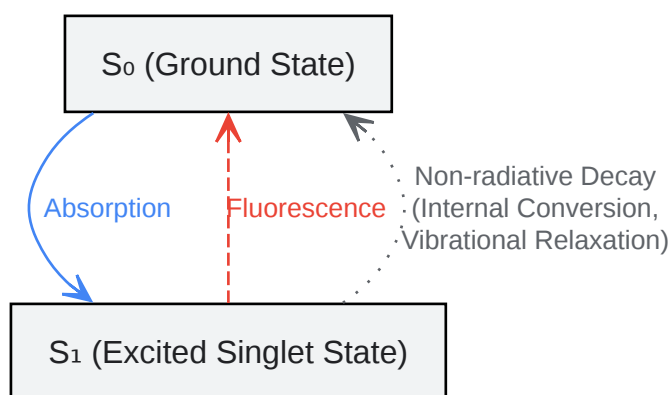 S₀ (Ground State)
Absorption
Fluorescence
Non-radiative Decay
(Internal Conversion,
Vibrational Relaxation)
S₁ (Excited Singlet State)